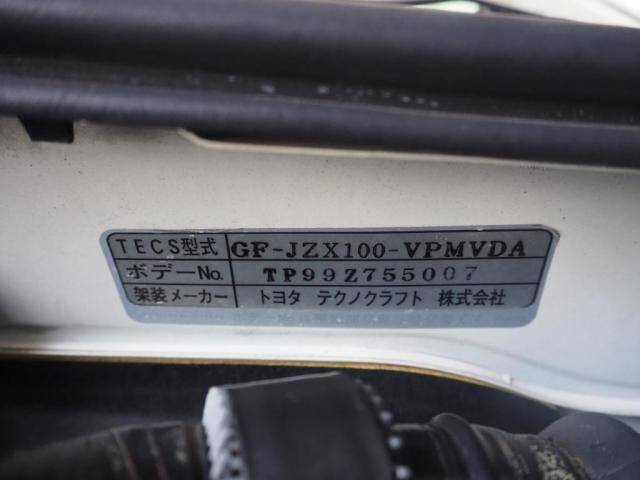 TECS型式 GF-JZX100-VPMVDA
ボデーNo. TP99Z755007
架装メーカー トヨタ テクノクラフト 株式会社